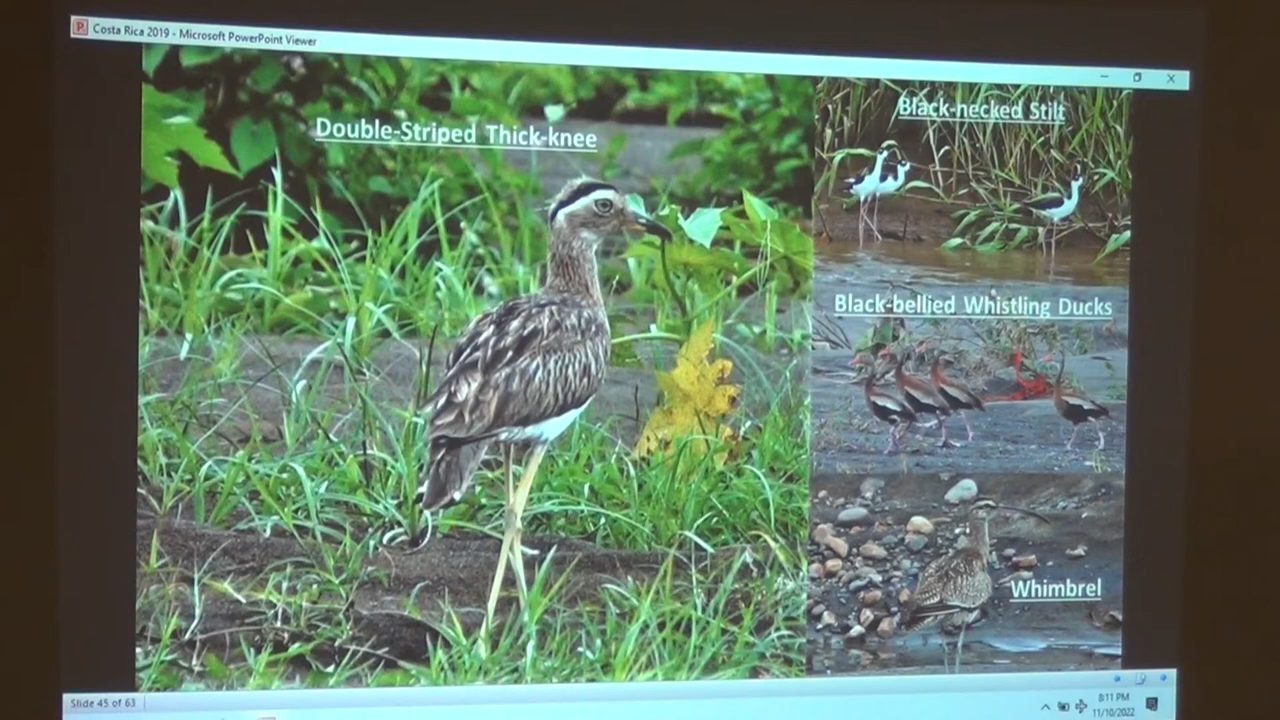 Costa Rica 2019 - Microsoft PowerPoint Viewer
Double-Striped Thick-knee
Black-necked Stilt
Black-bellied Whistling Ducks
Whimbrel
Slide 45 of 63
8:11 PM
11/10/2022